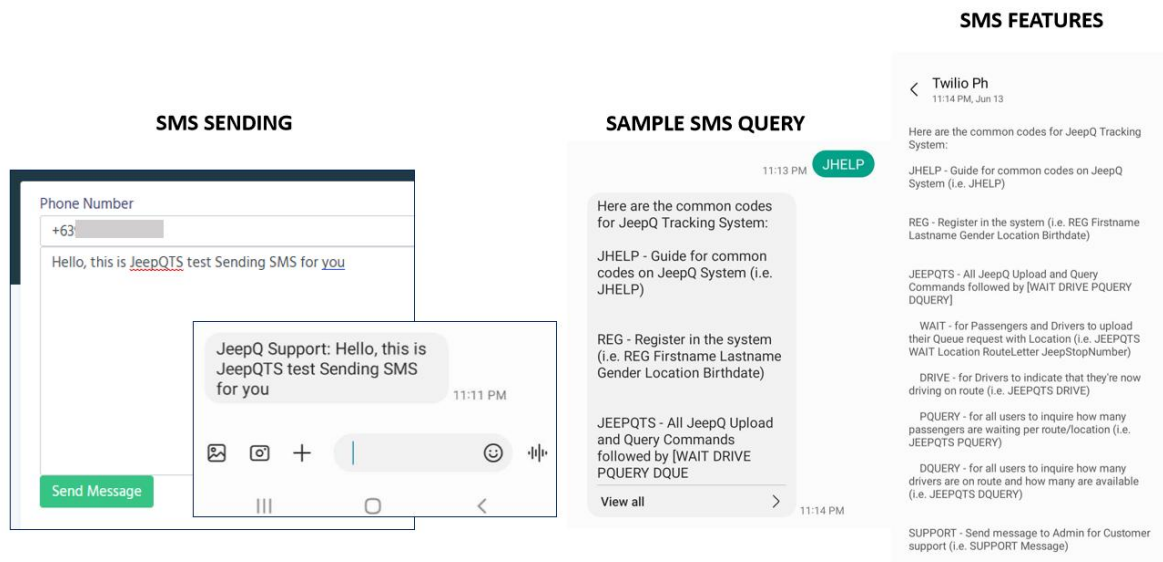 SMS FEATURES
SMS SENDING
Phone Number
+639
Hello, this is JeepQTS test Sending SMS for you
Send Message
JeepQ Support: Hello, this is
JeepQTS test Sending SMS
for you
11:11 PM
SAMPLE SMS QUERY
11:13 PM
JHELP
Here are the common codes
for JeepQ Tracking System:
JHELP - Guide for common
codes on JeepQ System (i.e.
JHELP)
REG - Register in the system
(i.e. REG Firstname Lastname
Gender Location Birthdate)
JEEPQTS - All JeepQ Upload
and Query Commands
followed by [WAIT DRIVE
PQUERY DQUE
View all
11:14 PM
Twilio Ph
11:14 PM, Jun 13
Here are the common codes for JeepQ Tracking
System:
JHELP - Guide for common codes on JeepQ
System (i.e. JHELP)
REG - Register in the system (i.e. REG Firstname
Lastname Gender Location Birthdate)
JEEPQTS - All JeepQ Upload and Query
Commands followed by [WAIT DRIVE PQUERY
DQUERY]
WAIT - for Passengers and Drivers to upload
their Queue request with Location (i.e. JEEPQTS
WAIT Location RouteLetter JeepStopNumber)
DRIVE - for Drivers to indicate that they're now
driving on route (i.e. JEEPQTS DRIVE)
PQUERY - for all users to inquire how many
passengers are waiting per route/location (i.e.
JEEPQTS PQUERY)
DQUERY - for all users to inquire how many
drivers are on route and how many are available
(i.e. JEEPQTS DQUERY)
SUPPORT - Send message to Admin for Customer
support (i.e. SUPPORT Message)